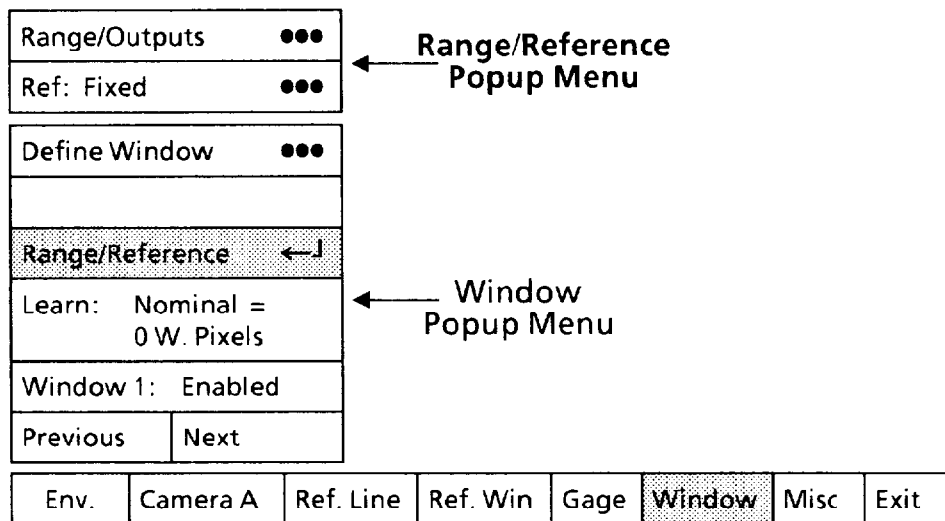 Range/Outputs ●●●
Ref: Fixed ●●●
Range/Reference
Popup Menu
Define Window ●●●
Range/Reference ←┘
Learn: Nominal =
0 W. Pixels
Window
Popup Menu
Window 1: Enabled
Previous Next
Env. Camera A Ref. Line Ref. Win Gage Window Misc Exit